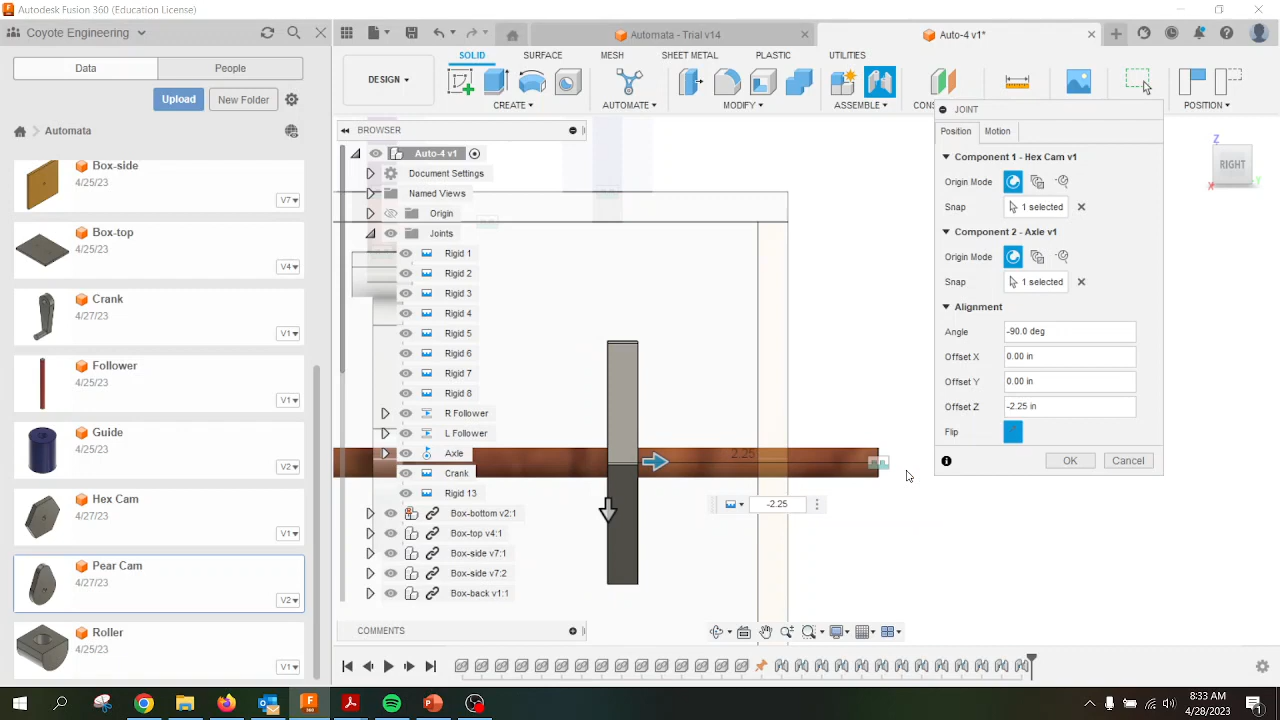 Autodesk Fusion 360 (Education License)
Coyote Engineering
Automata - Trial v14
Auto-4 v1*
Data
People
SOLID
SURFACE
MESH
SHEET METAL
PLASTIC
UTILITIES
DESIGN
Upload
New Folder
CREATE
AUTOMATE
MODIFY
ASSEMBLE
POSITION
Automata
BROWSER
JOINT
Position
Motion
Auto-4 v1
Component 1 - Hex Cam v1
RIGHT
Z
X
Y
Box-side
4/25/23
V7
Document Settings
Origin Mode
Named Views
Snap
1 selected
Origin
Component 2 - Axle v1
Box-top
4/25/23
V4
Joints
Rigid 1
Origin Mode
Rigid 2
Snap
1 selected
Rigid 3
Crank
4/27/23
V1
Alignment
Rigid 4
Angle
-90.0 deg
Rigid 5
Offset X
0.00 in
Rigid 6
Follower
4/25/23
V1
Rigid 7
Offset Y
0.00 in
Rigid 8
Offset Z
-2.25 in
R Follower
Guide
4/25/23
V2
Flip
L Follower
Axle
2.25
OK
Cancel
Crank
Rigid 13
Hex Cam
4/27/23
V1
-2.25
Box-bottom v2:1
Box-top v4:1
Box-side v7:1
Pear Cam
4/27/23
V2
Box-side v7:2
Box-back v1:1
Roller
4/27/23
V1
COMMENTS
8:33 AM
4/28/2023